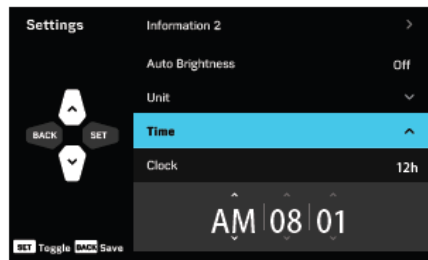 Settings
Information 2
Auto Brightness Off
Unit
BACK SET
Time
Clock 12h
AM 08 01
SET Toggle BACK Save